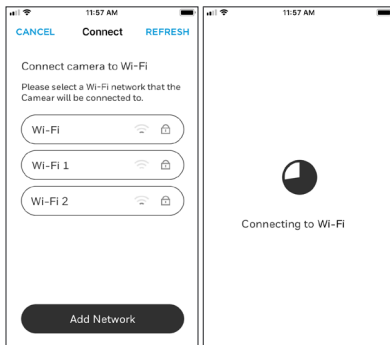 11:57 AM
CANCEL Connect REFRESH
Connect camera to Wi-Fi
Please select a Wi-Fi network that the
Camear will be connected to.
Wi-Fi
Wi-Fi 1
Wi-Fi 2
Add Network
11:57 AM
Connecting to Wi-Fi